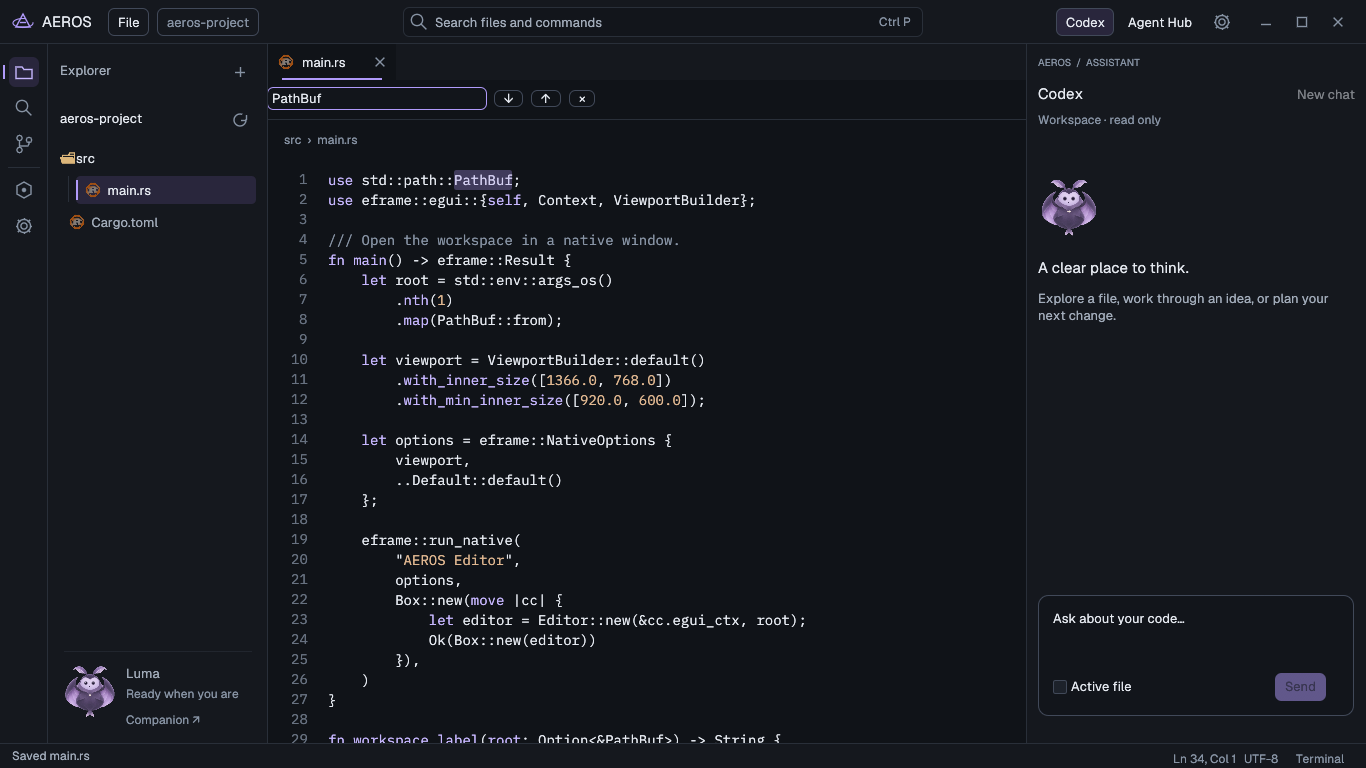 AEROS File aeros-project Search files and commands Ctrl P Codex Agent Hub
Explorer
aeros-project
src
main.rs
Cargo.toml
Luma
Ready when you are
Companion ↗
main.rs
PathBuf
src › main.rs
1 use std::path::PathBuf;
2 use eframe::egui::{self, Context, ViewportBuilder};
3
4 /// Open the workspace in a native window.
5 fn main() -> eframe::Result {
6     let root = std::env::args_os()
7         .nth(1)
8         .map(PathBuf::from);
9
10     let viewport = ViewportBuilder::default()
11         .with_inner_size([1366.0, 768.0])
12         .with_min_inner_size([920.0, 600.0]);
13
14     let options = eframe::NativeOptions {
15         viewport,
16         ..Default::default()
17     };
18
19     eframe::run_native(
20         "AEROS Editor",
21         options,
22         Box::new(move |cc| {
23             let editor = Editor::new(&cc.egui_ctx, root);
24             Ok(Box::new(editor))
25         }),
26     )
27 }
28
29 fn workspace_label(root: Option<&PathBuf>) -> String {
AEROS / ASSISTANT
Codex New chat
Workspace · read only
A clear place to think.
Explore a file, work through an idea, or plan your
next change.
Ask about your code…
Active file Send
Saved main.rs Ln 34, Col 1 UTF-8 Terminal